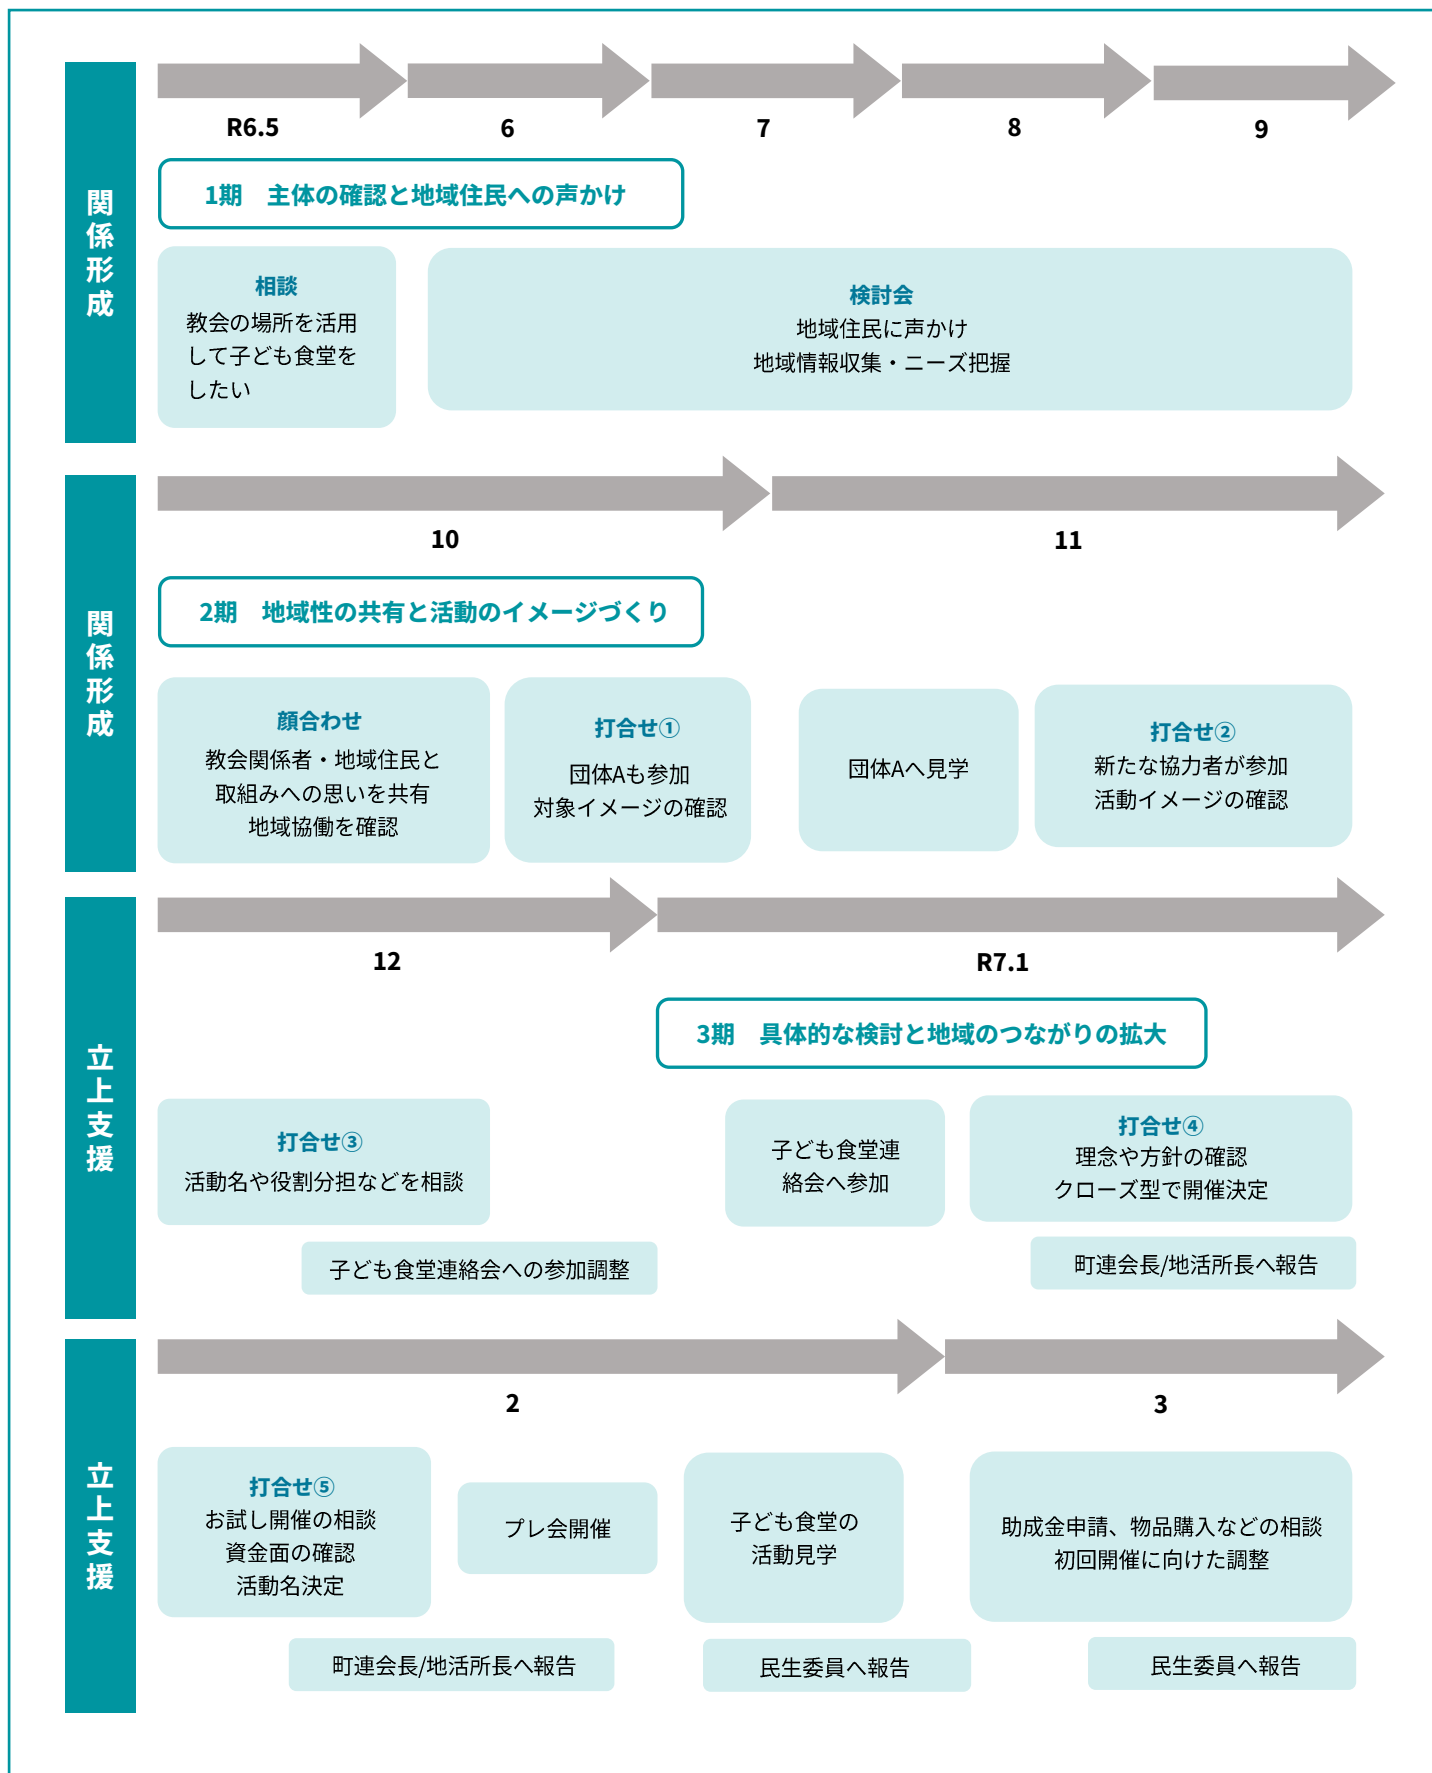 関係形成
R6.5
6
7
8
9
1期 主体の確認と地域住民への声かけ
相談
教会の場所を活用
して子ども食堂を
したい
検討会
地域住民に声かけ
地域情報収集・ニーズ把握
関係形成
10
11
2期 地域性の共有と活動のイメージづくり
顔合わせ
教会関係者・地域住民と
取組みへの思いを共有
地域協働を確認
打合せ①
団体Aも参加
対象イメージの確認
団体Aへ見学
打合せ②
新たな協力者が参加
活動イメージの確認
立上支援
12
R7.1
3期 具体的な検討と地域のつながりの拡大
打合せ③
活動名や役割分担などを相談
子ども食堂連絡会への参加調整
子ども食堂連
絡会へ参加
打合せ④
理念や方針の確認
クローズ型で開催決定
町連会長/地活所長へ報告
立上支援
2
3
打合せ⑤
お試し開催の相談
資金面の確認
活動名決定
プレ会開催
子ども食堂の
活動見学
助成金申請、物品購入などの相談
初回開催に向けた調整
町連会長/地活所長へ報告
民生委員へ報告
民生委員へ報告